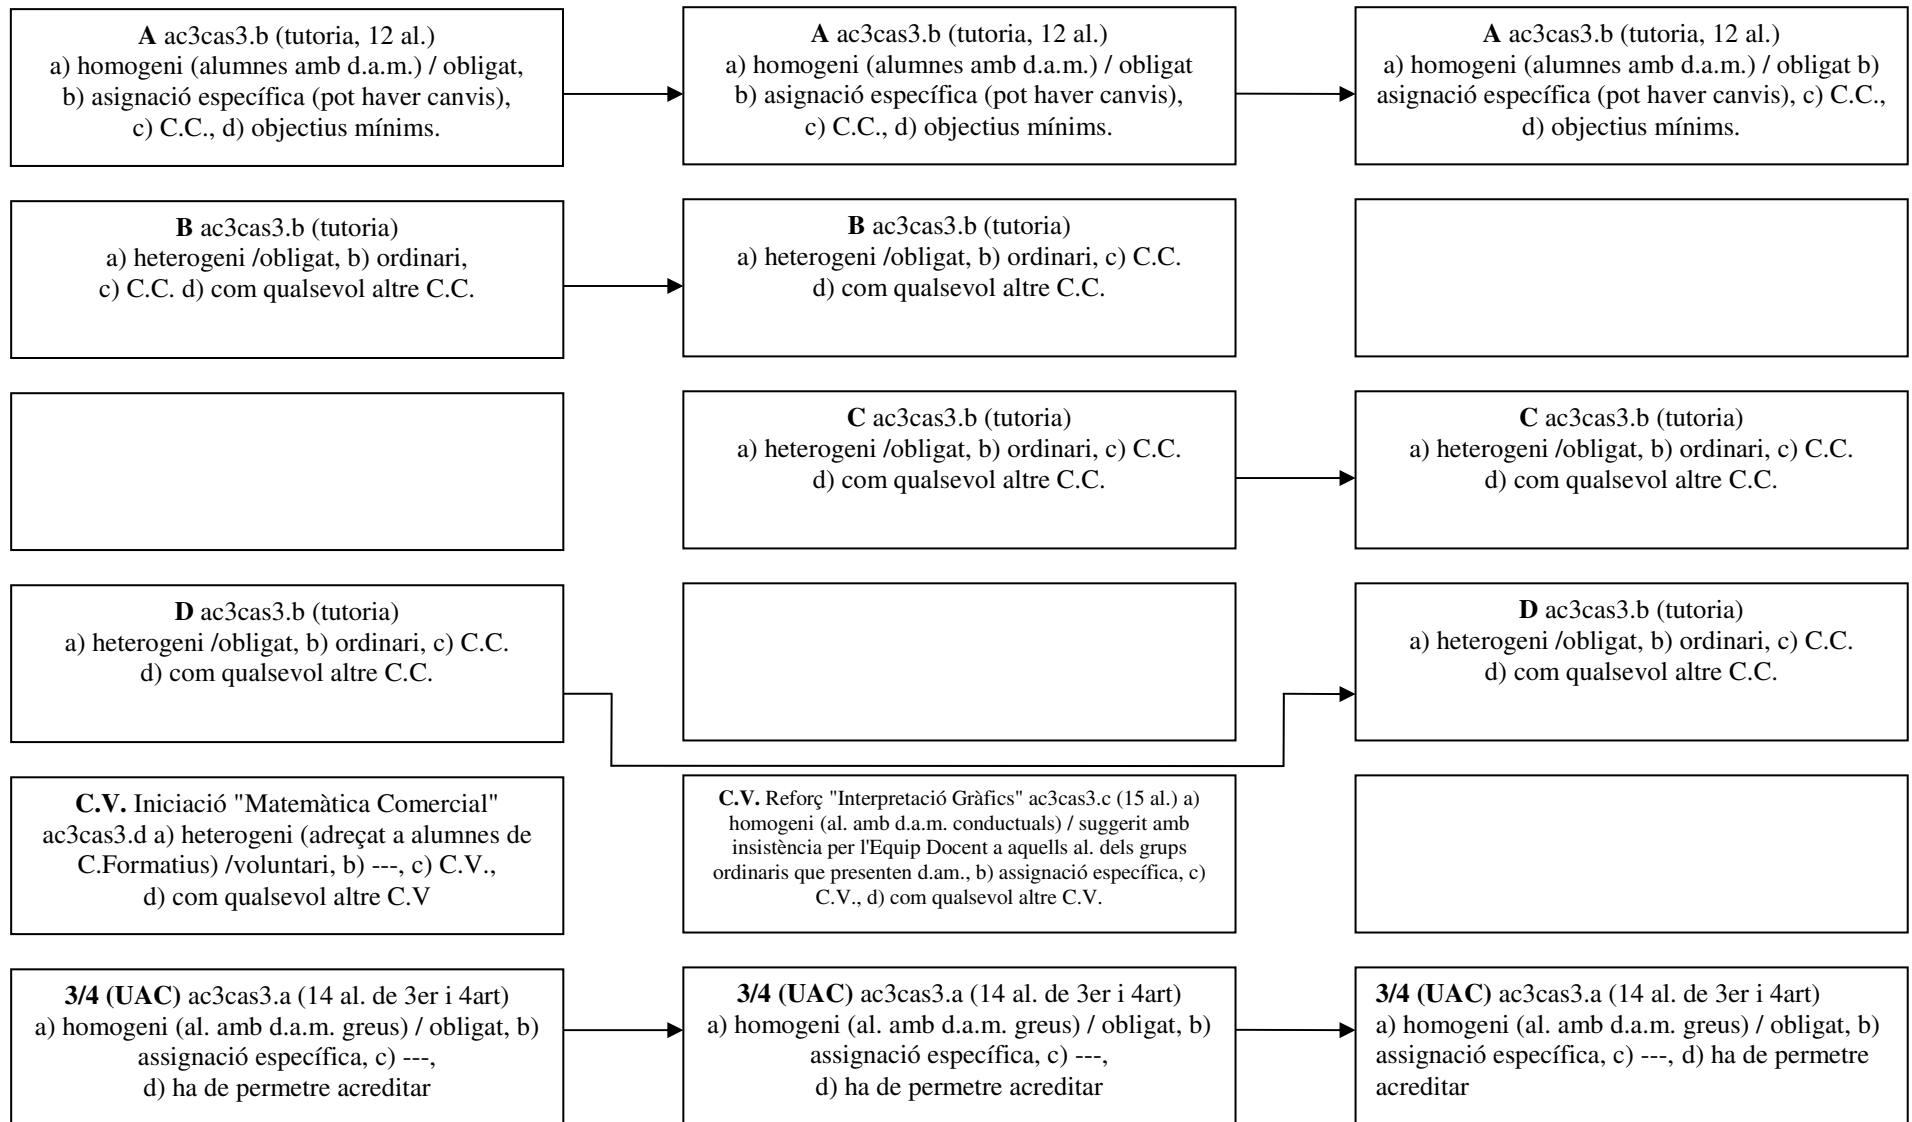 A ac3cas3.b (tutoria, 12 al.)
a) homogeni (alumnes amb d.a.m.) / obligat,
b) asignació específica (pot haver canvis),
c) C.C., d) objectius mínims.
A ac3cas3.b (tutoria, 12 al.)
a) homogeni (alumnes amb d.a.m.) / obligat
b) asignació específica (pot haver canvis),
c) C.C., d) objectius mínims.
A ac3cas3.b (tutoria, 12 al.)
a) homogeni (alumnes amb d.a.m.) / obligat b)
asignació específica (pot haver canvis), c) C.C.,
d) objectius mínims.
B ac3cas3.b (tutoria)
a) heterogeni /obligat, b) ordinari,
c) C.C. d) com qualsevol altre C.C.
B ac3cas3.b (tutoria)
a) heterogeni /obligat, b) ordinari, c) C.C.
d) com qualsevol altre C.C.
C ac3cas3.b (tutoria)
a) heterogeni /obligat, b) ordinari, c) C.C.
d) com qualsevol altre C.C.
C ac3cas3.b (tutoria)
a) heterogeni /obligat, b) ordinari, c) C.C.
d) com qualsevol altre C.C.
D ac3cas3.b (tutoria)
a) heterogeni /obligat, b) ordinari, c) C.C.
d) com qualsevol altre C.C.
D ac3cas3.b (tutoria)
a) heterogeni /obligat, b) ordinari, c) C.C.
d) com qualsevol altre C.C.
C.V. Iniciació "Matemàtica Comercial"
ac3cas3.d a) heterogeni (adreçat a alumnes de
C.Formatius) /voluntari, b) ---, c) C.V.,
d) com qualsevol altre C.V
C.V. Reforç "Interpretació Gràfics" ac3cas3.c (15 al.) a)
homogeni (al. amb d.a.m. conductuals) / suggerit amb
insistència per l'Equip Docent a aquells al. dels grups
ordinaris que presenten d.am., b) assignació específica, c)
C.V., d) com qualsevol altre C.V.
3/4 (UAC) ac3cas3.a (14 al. de 3er i 4art)
a) homogeni (al. amb d.a.m. greus) / obligat, b)
assignació específica, c) ---,
d) ha de permetre acreditar
3/4 (UAC) ac3cas3.a (14 al. de 3er i 4art)
a) homogeni (al. amb d.a.m. greus) / obligat, b)
assignació específica, c) ---,
d) ha de permetre acreditar
3/4 (UAC) ac3cas3.a (14 al. de 3er i 4art)
a) homogeni (al. amb d.a.m. greus) / obligat, b)
assignació específica, c) ---, d) ha de permetre
acreditar